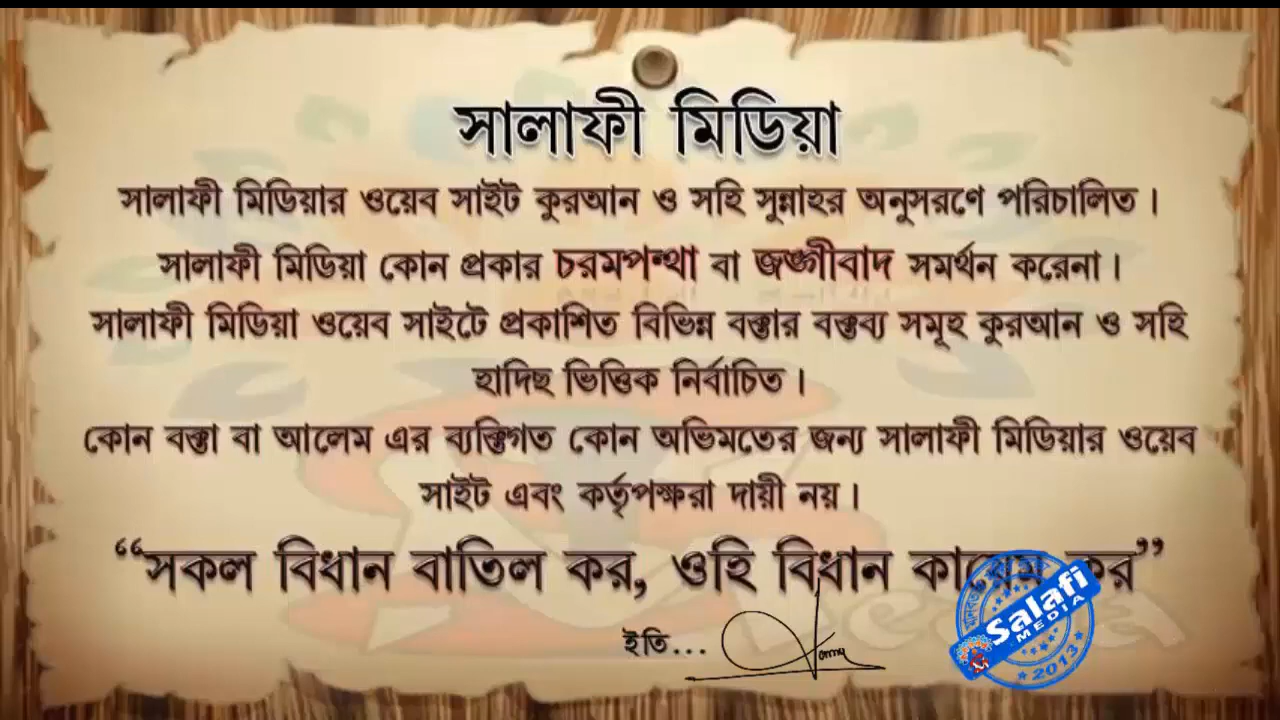 সালাফী মিডিয়া
সালাফী মিডিয়ার ওয়েব সাইট কুরআন ও সহি সুন্নাহর অনুসরণে পরিচালিত।
সালাফী মিডিয়া কোন প্রকার চরমপন্থা বা জঙ্গীবাদ সমর্থন করেনা।
সালাফী মিডিয়া ওয়েব সাইটে প্রকাশিত বিভিন্ন বক্তার বক্তব্য সমূহ কুরআন ও সহি
হাদিছ ভিত্তিক নির্বাচিত।
কোন বক্তা বা আলেম এর ব্যক্তিগত কোন অভিমতের জন্য সালাফী মিডিয়ার ওয়েব
সাইট এবং কর্তৃপক্ষরা দায়ী নয়।
“সকল বিধান বাতিল কর, ওহি বিধান কায়েম কর”
ইতি...
Salafi
MEDIA
2013